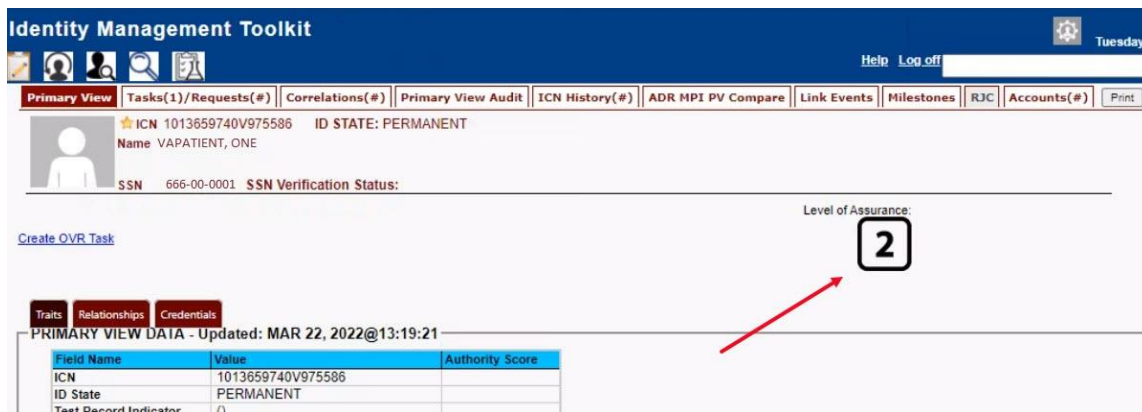 Identity Management Toolkit
Tuesday
Help Log off
Primary View Tasks(1)/Requests(#) Correlations(#) Primary View Audit ICN History(#) ADR MPI PV Compare Link Events Milestones RJC Accounts(#) Print
ICN 1013659740V975586 ID STATE: PERMANENT
Name VAPATIENT, ONE
SSN 666-00-0001 SSN Verification Status:
Level of Assurance:
2
Create OVR Task
Traits Relationships Credentials
PRIMARY VIEW DATA - Updated: MAR 22, 2022@13:19:21
Field Name Value Authority Score
ICN 1013659740V975586
ID State PERMANENT
Test Record Indicator ()